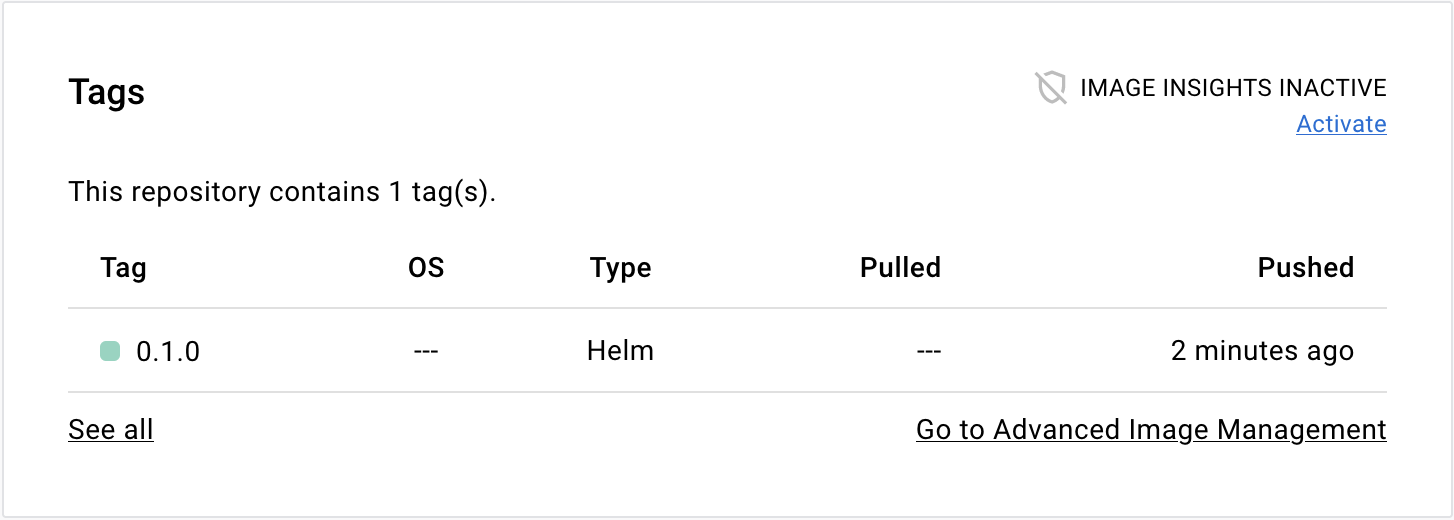 Tags
IMAGE INSIGHTS INACTIVE
Activate
This repository contains 1 tag(s).
Tag OS Type Pulled Pushed
0.1.0 --- Helm --- 2 minutes ago
See all Go to Advanced Image Management